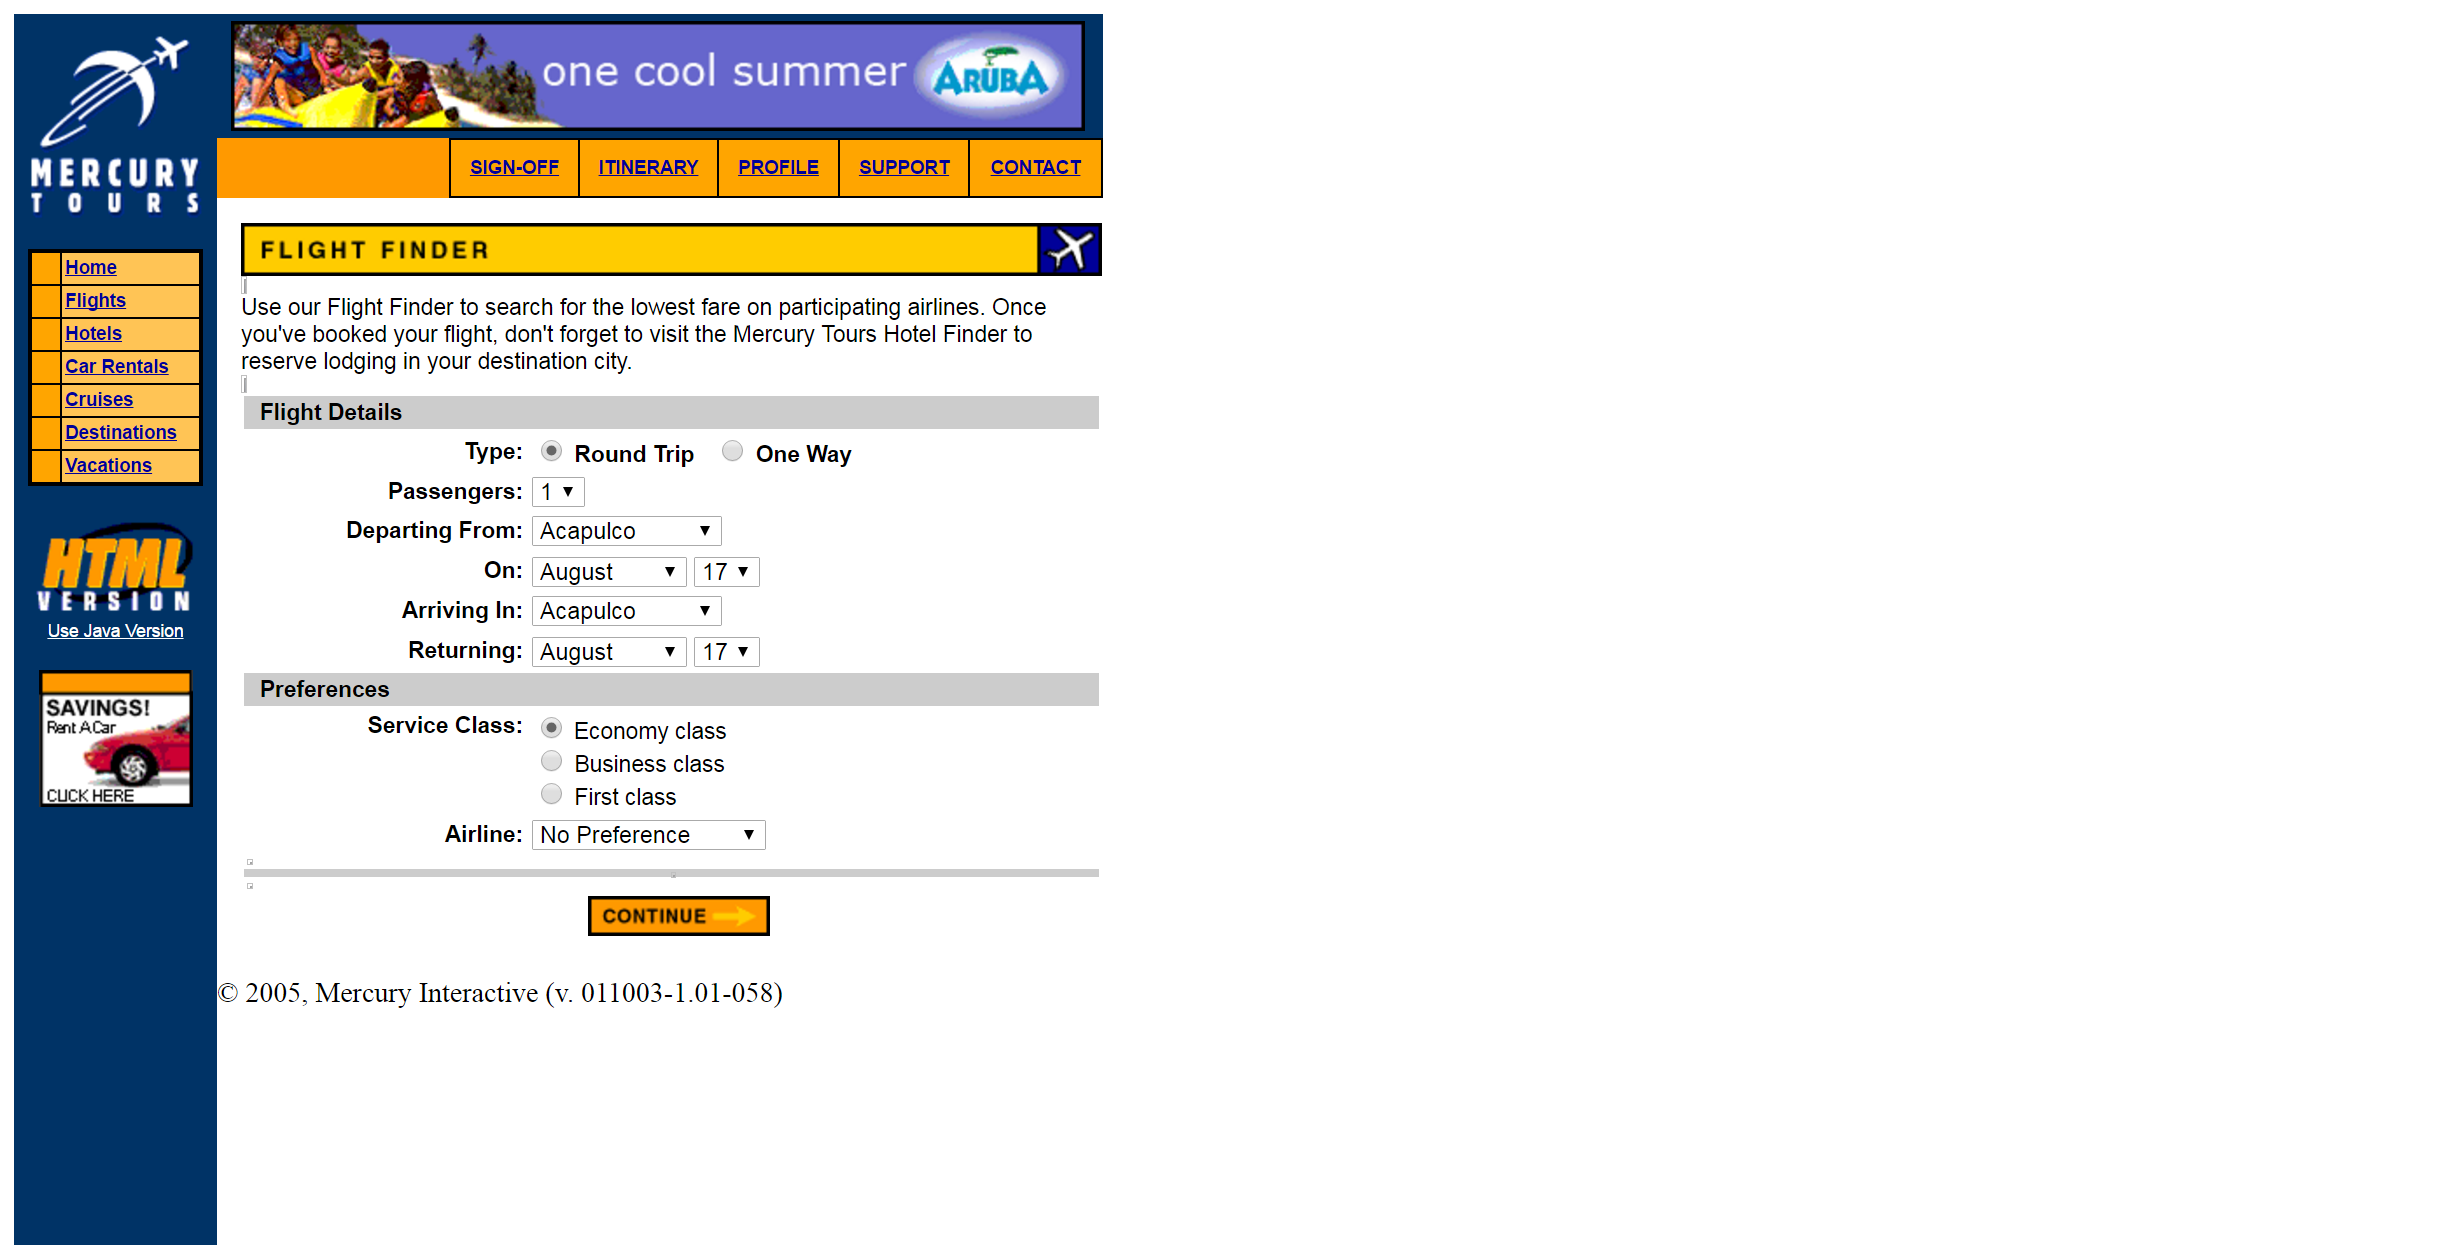 one cool summer ARUBA
MERCURY
TOURS
SIGN-OFF ITINERARY PROFILE SUPPORT CONTACT
FLIGHT FINDER
Home
Flights
Hotels
Car Rentals
Cruises
Destinations
Vacations
HTML
VERSION
Use Java Version
SAVINGS!
Rent A Car
CLICK HERE
Use our Flight Finder to search for the lowest fare on participating airlines. Once
you've booked your flight, don't forget to visit the Mercury Tours Hotel Finder to
reserve lodging in your destination city.
Flight Details
Type: Round Trip One Way
Passengers: 1
Departing From: Acapulco
On: August 17
Arriving In: Acapulco
Returning: August 17
Preferences
Service Class: Economy class
Business class
First class
Airline: No Preference
CONTINUE
© 2005, Mercury Interactive (v. 011003-1.01-058)